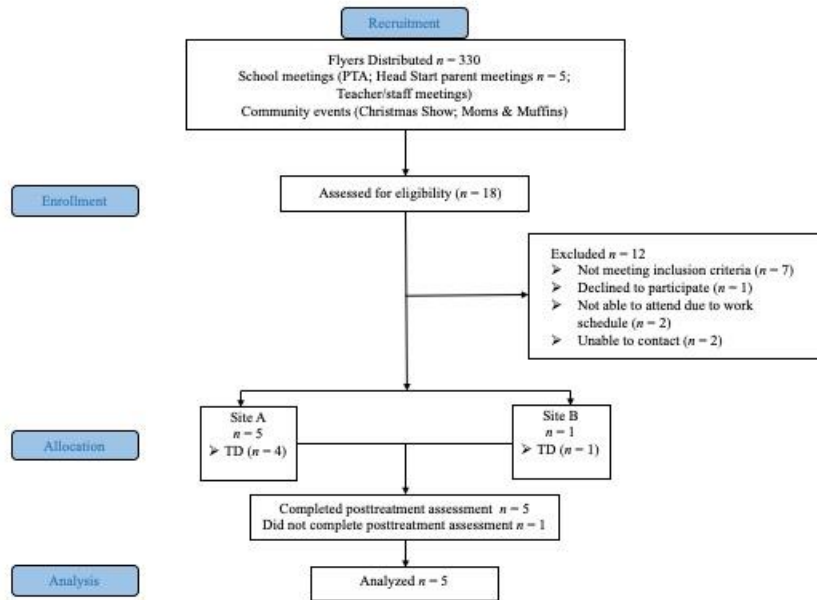 Recruitment
Flyers Distributed n = 330
School meetings (PTA; Head Start parent meetings n = 5;
Teacher/staff meetings)
Community events (Christmas Show; Moms & Muffins)
Enrollment
Assessed for eligibility (n = 18)
Excluded n = 12
➢ Not meeting inclusion criteria (n = 7)
➢ Declined to participate (n = 1)
➢ Not able to attend due to work
schedule (n = 2)
➢ Unable to contact (n = 2)
Allocation
Site A
n = 5
➢ TD (n = 4)
Site B
n = 1
➢ TD (n = 1)
Completed posttreatment assessment n = 5
Did not complete posttreatment assessment n = 1
Analysis
Analyzed n = 5